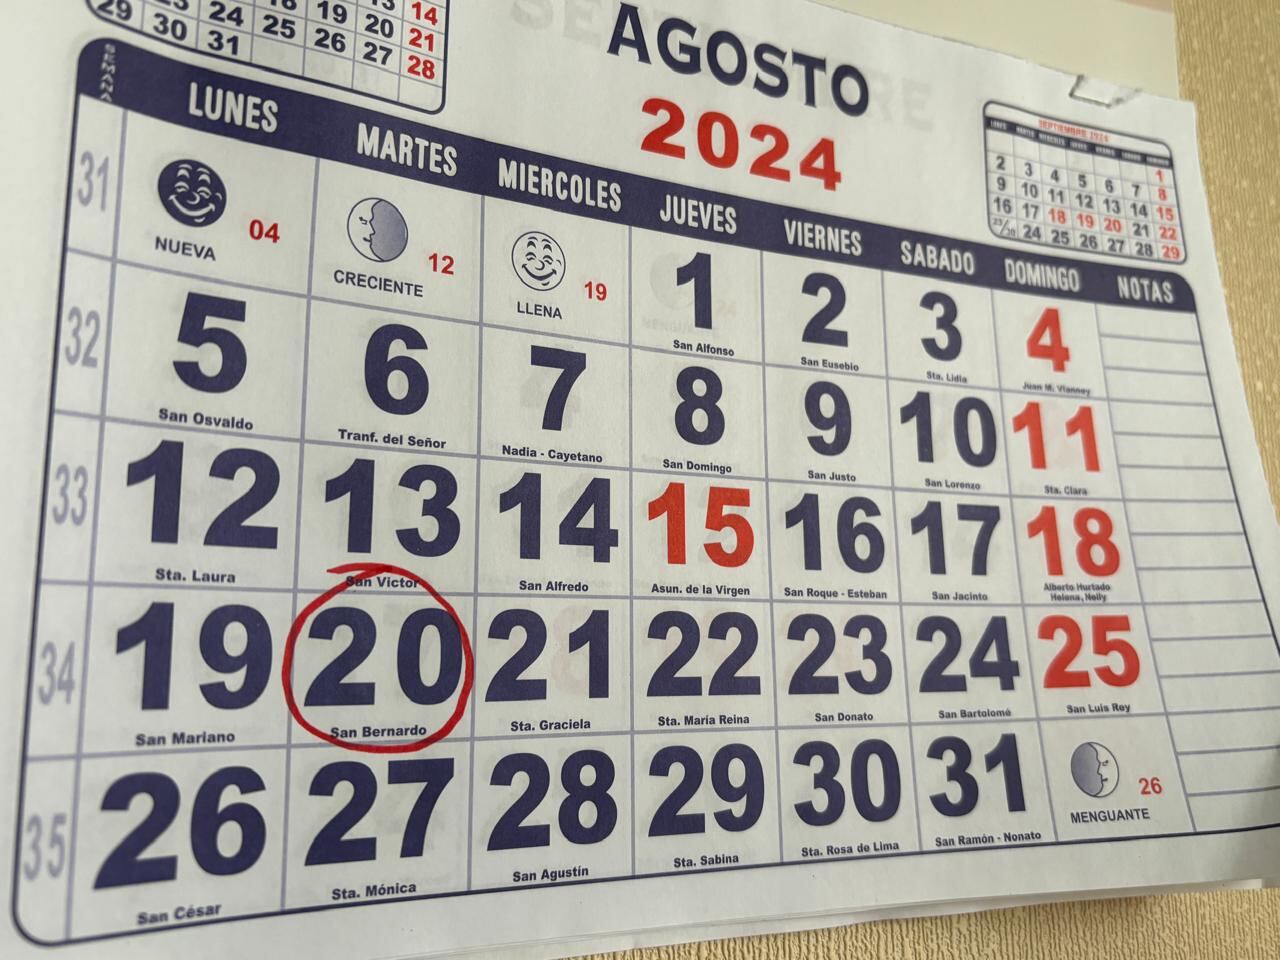 14
24 25 19 20 21
29 30 31 26 27 28
AGOSTO
2024
SEPTIEMBRE 1924
1
2 3 4 5 6 7 8
9 10 11 12 13 14 15
16 17 18 19 20 21 22
23/30 24 25 26 27 28 29
SEMANA LUNES MARTES MIERCOLES JUEVES VIERNES SABADO DOMINGO NOTAS
31 04 12 19 1 2 3 4
NUEVA CRECIENTE LLENA San Alfonso San Eusebio Sta. Lidia Juan M. Vianney
32 5 6 7 8 9 10 11
San Osvaldo Tranf. del Señor Nadia - Cayetano San Domingo San Justo San Lorenzo Sta. Clara
33 12 13 14 15 16 17 18
Sta. Laura San Victor San Alfredo Asun. de la Virgen San Roque - Esteban San Jacinto Alberto Hurtado
Helena, Nelly
34 19 20 21 22 23 24 25
San Mariano San Bernardo Sta. Graciela Sta. María Reina San Donato San Bartolomé San Luis Rey
35 26 27 28 29 30 31 26
San César Sta. Mónica San Agustín Sta. Sabina Sta. Rosa de Lima San Ramón - Nonato MENGUANTE